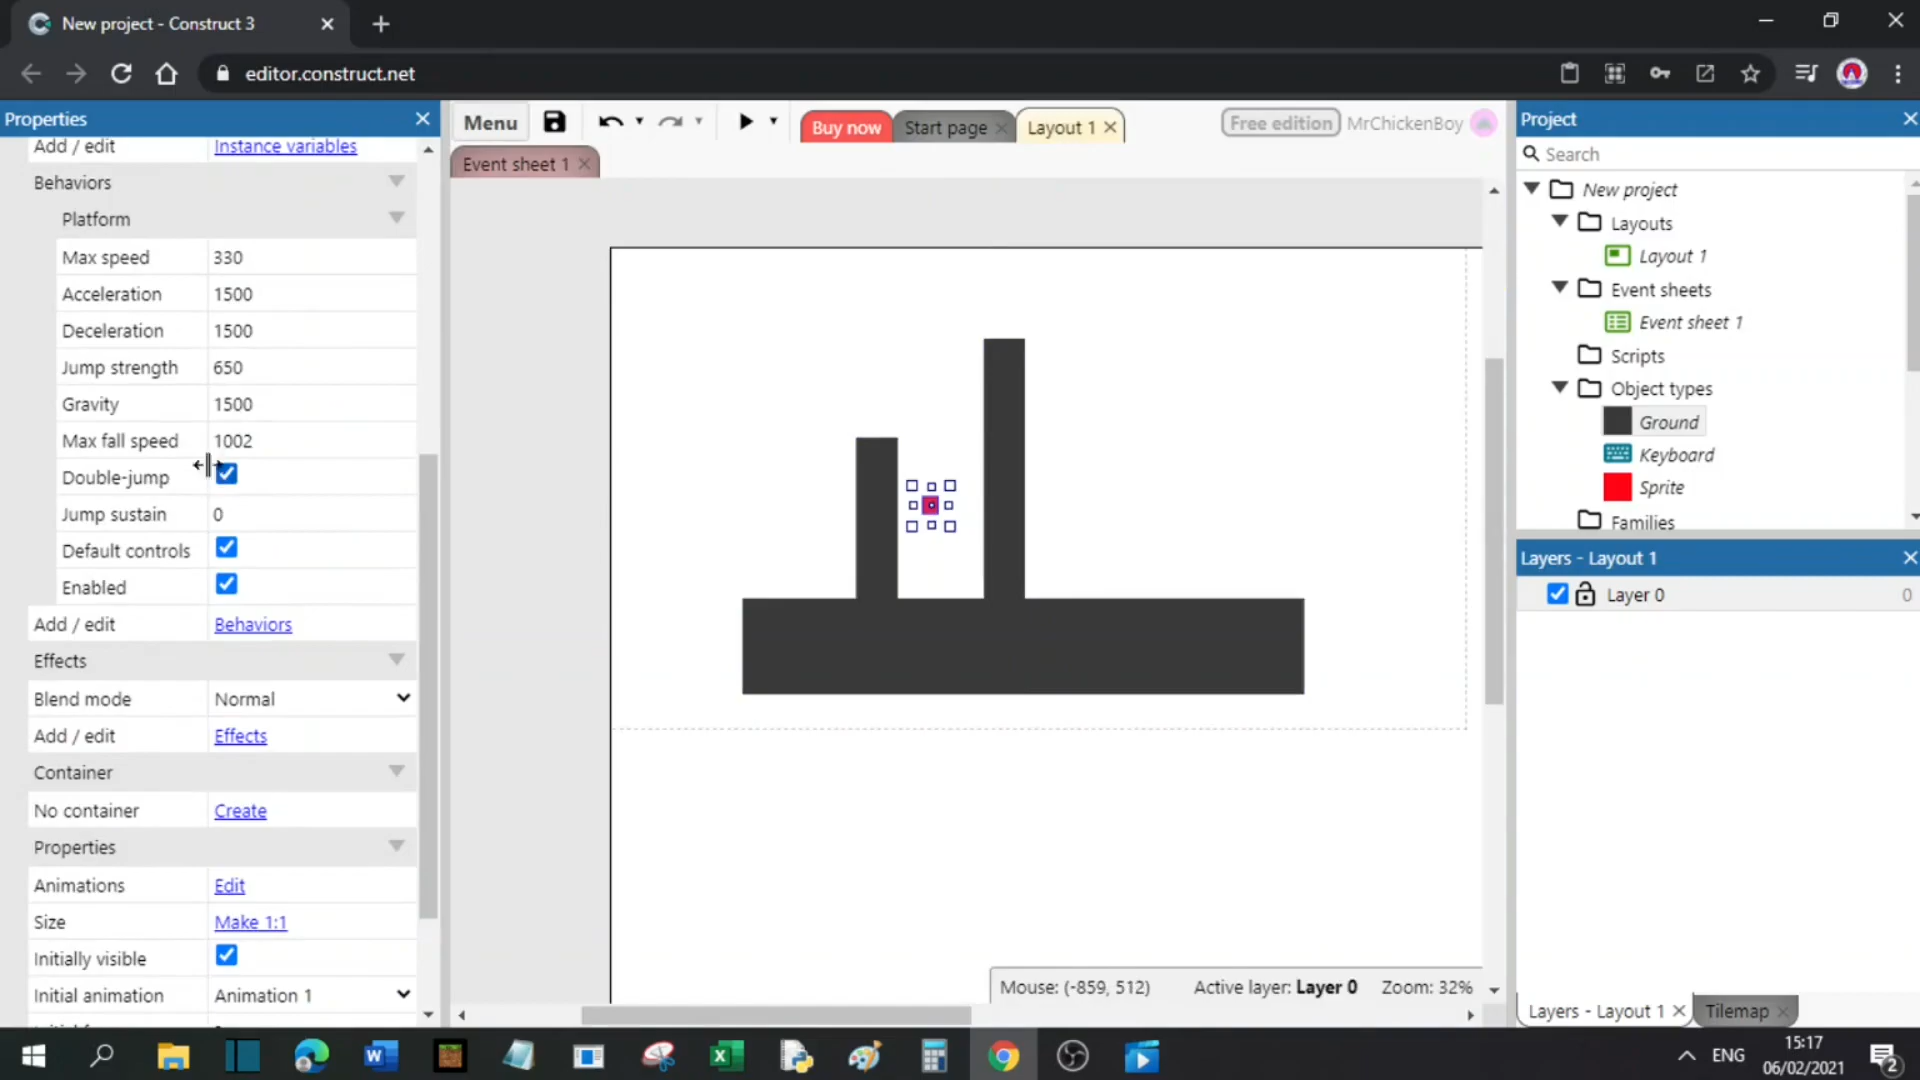 New project - Construct 3
editor.construct.net
Properties
Add / edit Instance variables
Behaviors
Platform
Max speed 330
Acceleration 1500
Deceleration 1500
Jump strength 650
Gravity 1500
Max fall speed 1002
Double-jump
Jump sustain 0
Default controls
Enabled
Add / edit Behaviors
Effects
Blend mode Normal
Add / edit Effects
Container
No container Create
Properties
Animations Edit
Size Make 1:1
Initially visible
Initial animation Animation 1
Menu
Buy now
Start page
Layout 1
Free edition
MrChickenBoy
Event sheet 1
Mouse: (-859, 512) Active layer: Layer 0 Zoom: 32%
Project
Search
New project
Layouts
Layout 1
Event sheets
Event sheet 1
Scripts
Object types
Ground
Keyboard
Sprite
Families
Layers - Layout 1
Layer 0 0
Layers - Layout 1
Tilemap
ENG
15:17
06/02/2021
2